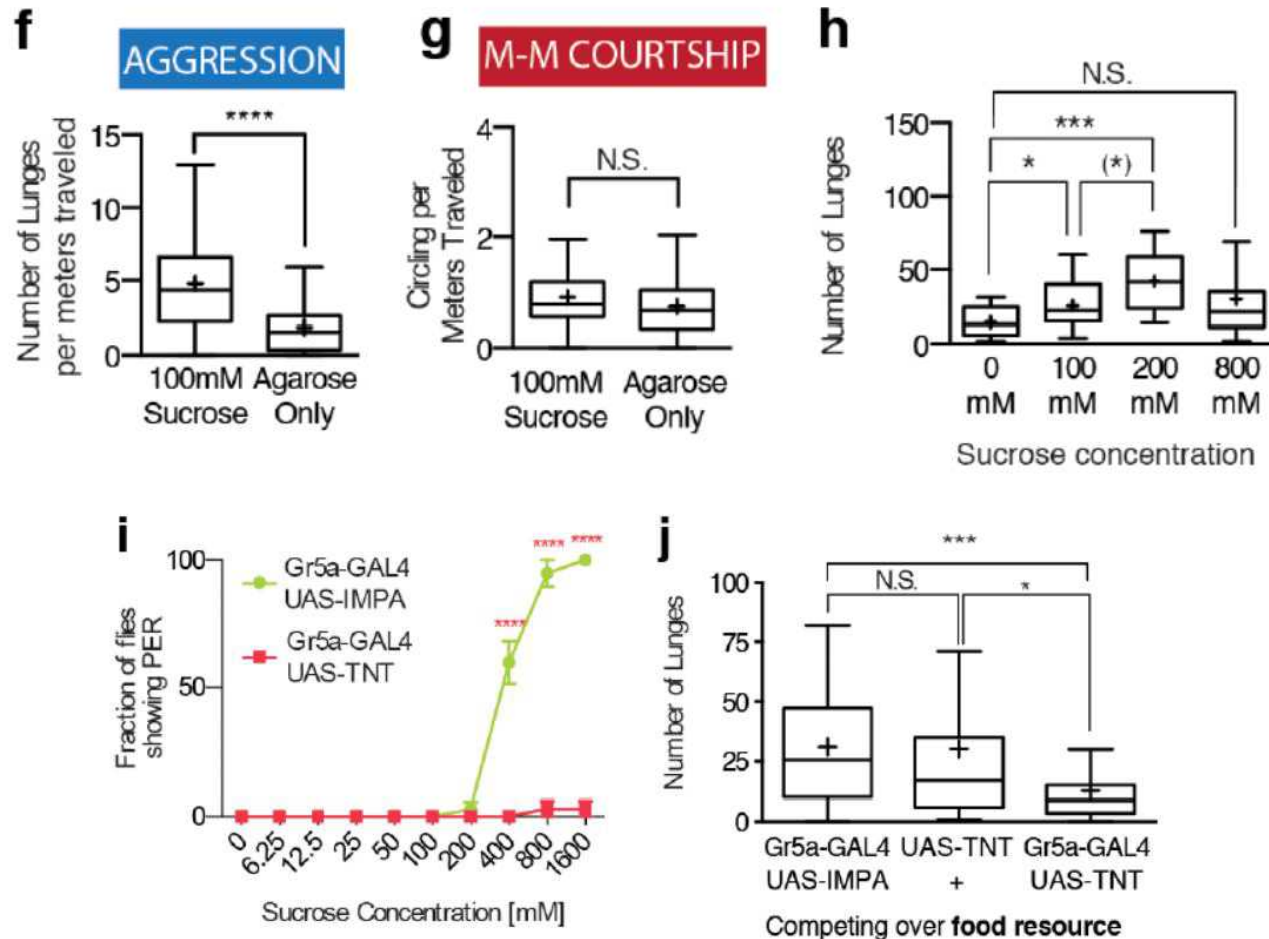 f
AGGRESSION
****
Number of Lunges
per meters traveled
15
10
5
0
100mM
Sucrose
Agarose
Only
g
M-M COURTSHIP
N.S.
Circling per
Meters Traveled
4
2
0
100mM
Sucrose
Agarose
Only
h
N.S.
***
* (*)
Number of Lunges
150
100
50
0
0
mM
100
mM
200
mM
800
mM
Sucrose concentration
i
**** ****
****
Gr5a-GAL4
UAS-IMPA
Gr5a-GAL4
UAS-TNT
Fraction of flies
showing PER
100
50
0
0 6.25 12.5 25 50 100 200 400 800 1600
Sucrose Concentration [mM]
j
***
N.S. *
Number of Lunges
100
75
50
25
0
Gr5a-GAL4
UAS-IMPA
UAS-TNT
+
Gr5a-GAL4
UAS-TNT
Competing over food resource